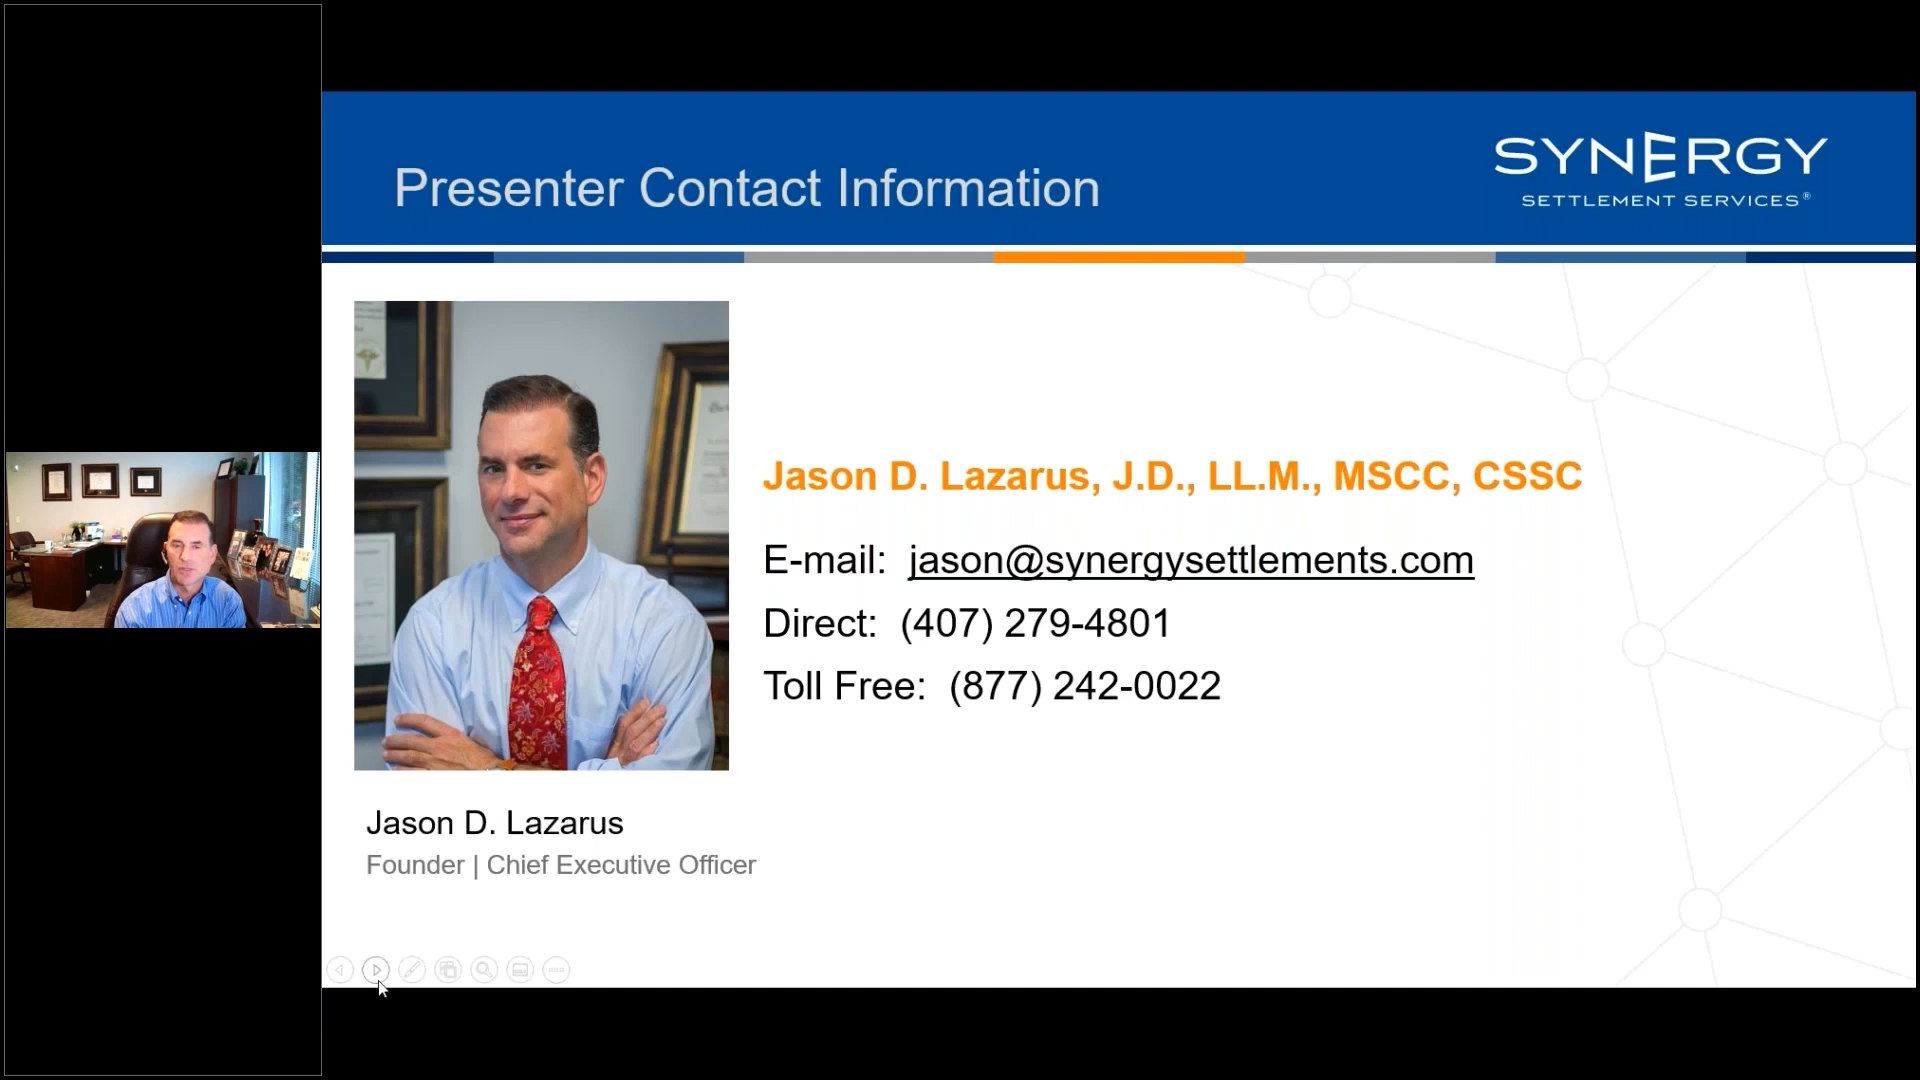 Presenter Contact Information
SYNERGY
SETTLEMENT SERVICES®
Jason D. Lazarus, J.D., LL.M., MSCC, CSSC
E-mail: jason@synergysettlements.com
Direct: (407) 279-4801
Toll Free: (877) 242-0022
Jason D. Lazarus
Founder | Chief Executive Officer